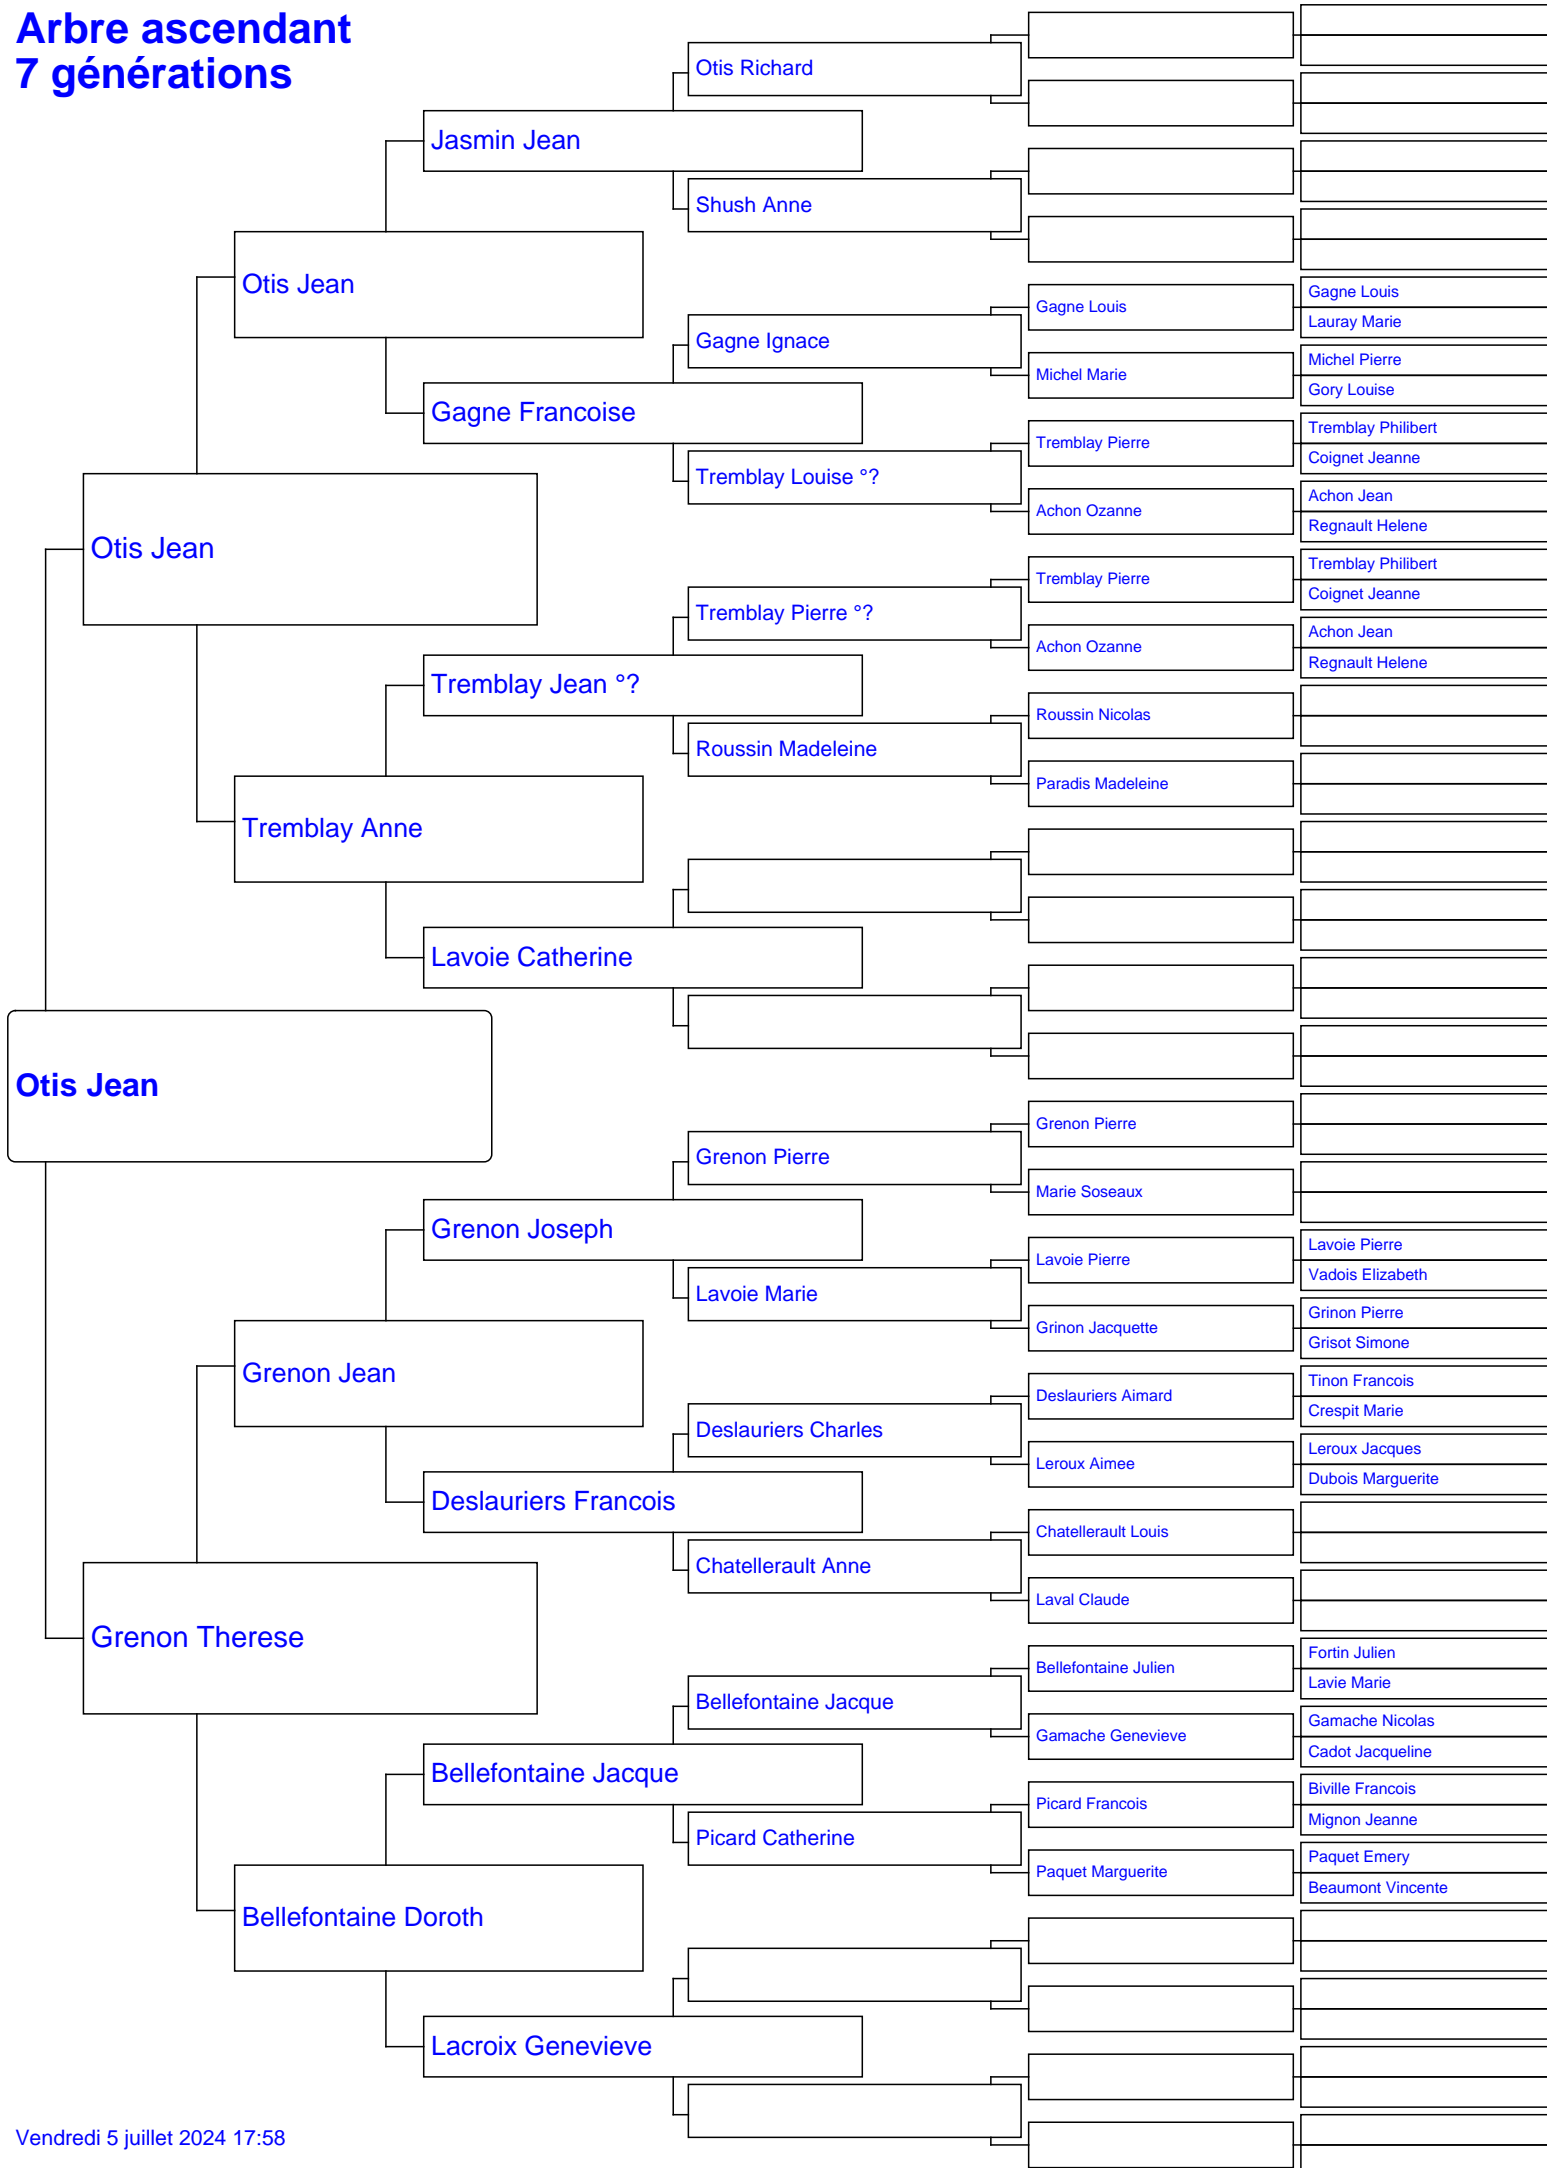 Arbre ascendant
7 générations
Otis Richard
Jasmin Jean
Shush Anne
Otis Jean
Gagne Louis
Lauray Marie
Gagne Louis
Gagne Ignace
Michel Pierre
Michel Marie
Gory Louise
Gagne Francoise
Tremblay Philibert
Tremblay Pierre
Coignet Jeanne
Tremblay Louise °?
Achon Jean
Achon Ozanne
Regnault Helene
Otis Jean
Tremblay Philibert
Tremblay Pierre
Coignet Jeanne
Tremblay Pierre °?
Achon Jean
Achon Ozanne
Regnault Helene
Tremblay Jean °?
Roussin Nicolas
Roussin Madeleine
Paradis Madeleine
Tremblay Anne
Lavoie Catherine
Otis Jean
Grenon Pierre
Grenon Pierre
Marie Soseaux
Grenon Joseph
Lavoie Pierre
Lavoie Pierre
Vadois Elizabeth
Lavoie Marie
Grinon Pierre
Grinon Jacquette
Grisot Simone
Grenon Jean
Tinon Francois
Deslauriers Aimard
Crespit Marie
Deslauriers Charles
Leroux Jacques
Leroux Aimee
Dubois Marguerite
Deslauriers Francois
Chatellerault Louis
Chatellerault Anne
Laval Claude
Grenon Therese
Fortin Julien
Bellefontaine Julien
Lavie Marie
Bellefontaine Jacque
Gamache Nicolas
Gamache Genevieve
Cadot Jacqueline
Bellefontaine Jacque
Biville Francois
Picard Francois
Mignon Jeanne
Picard Catherine
Paquet Emery
Paquet Marguerite
Beaumont Vincente
Bellefontaine Doroth
Lacroix Genevieve
Vendredi 5 juillet 2024 17:58